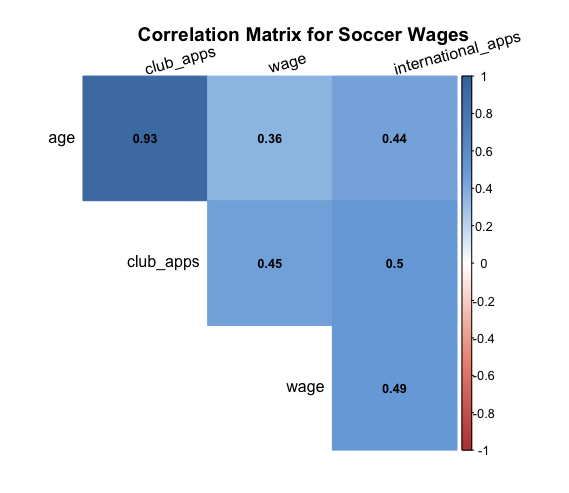 Correlation Matrix for Soccer Wages
club_apps wage international_apps
age 0.93 0.36 0.44
club_apps 0.45 0.5
wage 0.49
1
0.8
0.6
0.4
0.2
0
-0.2
-0.4
-0.6
-0.8
-1